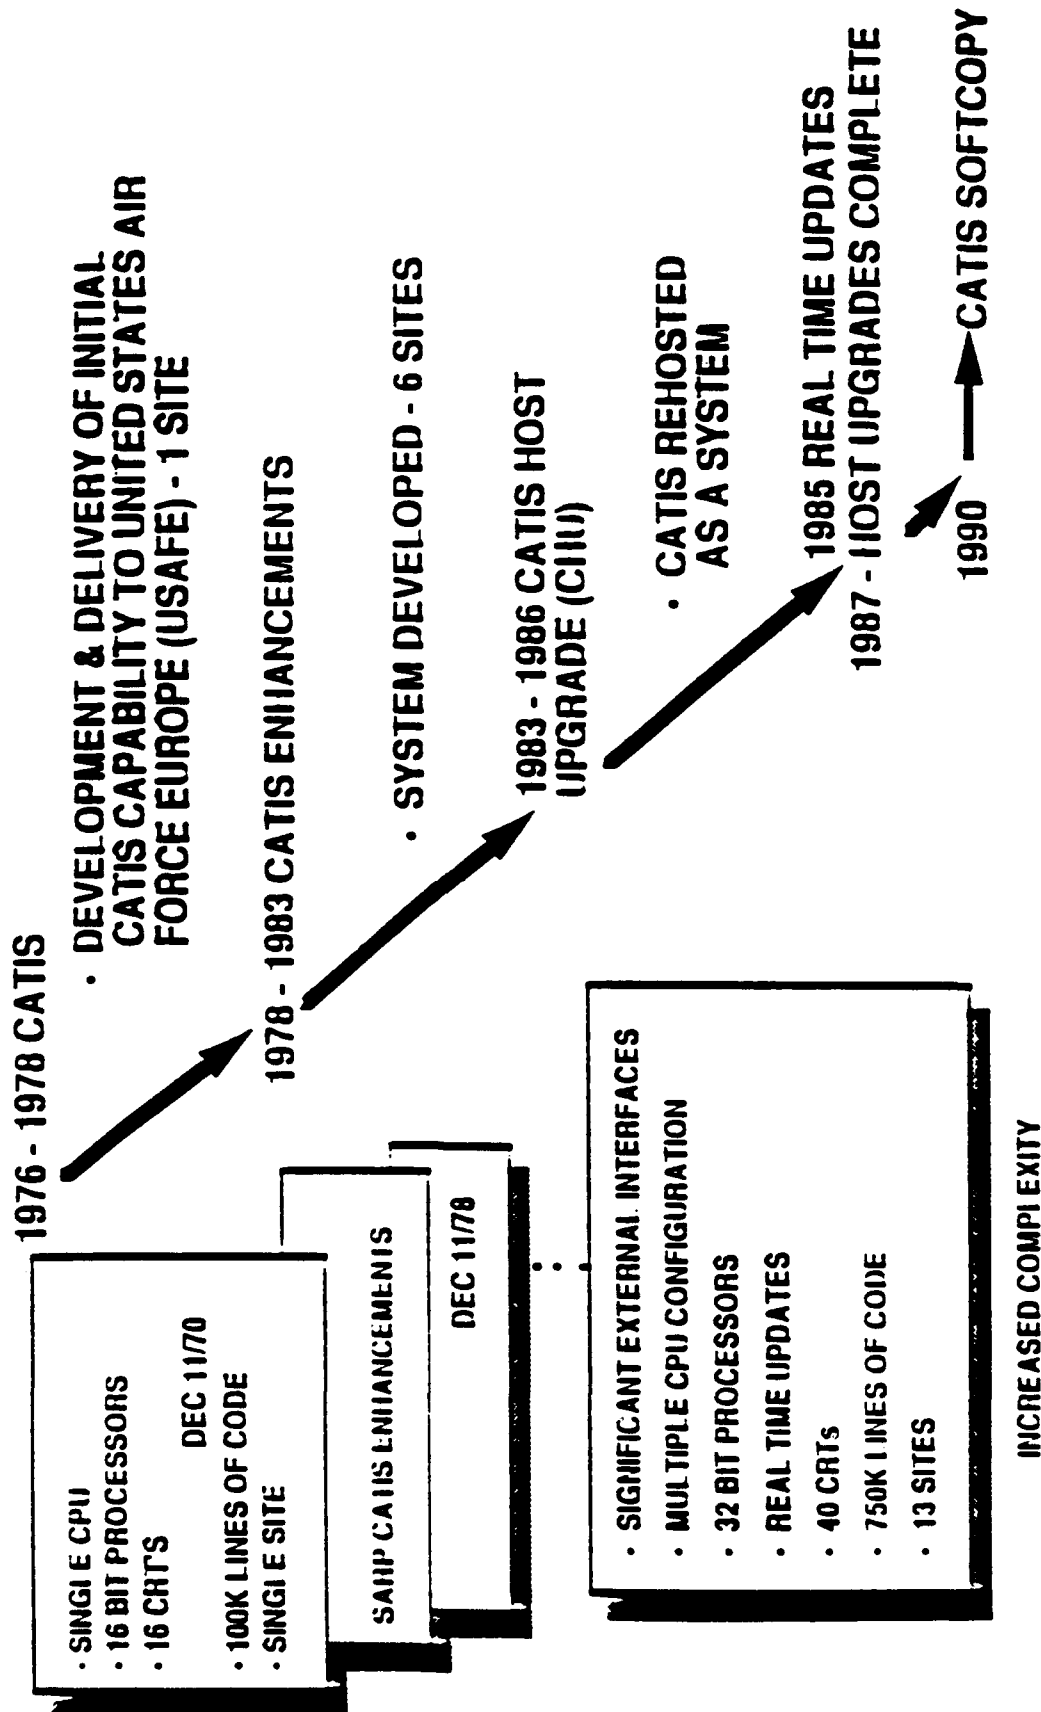 1976 - 1978 CATIS
• DEVELOPMENT & DELIVERY OF INITIAL
CATIS CAPABILITY TO UNITED STATES AIR
FORCE EUROPE (USAFE) - 1 SITE
1978 - 1983 CATIS ENHANCEMENTS
• SYSTEM DEVELOPED - 6 SITES
1983 - 1986 CATIS HOST
UPGRADE (CHU)
• CATIS REHOSTED
AS A SYSTEM
1985 REAL TIME UPDATES
1987 - HOST UPGRADES COMPLETE
1990
CATIS SOFTCOPY
• SINGLE CPU
• 16 BIT PROCESSORS
• 16 CRT'S
DEC 11/70
• 100K LINES OF CODE
• SINGLE SITE
CATIS ENHANCEMENTS
DEC 11/78
• SIGNIFICANT EXTERNAL INTERFACES
• MULTIPLE CPU CONFIGURATION
• 32 BIT PROCESSORS
• REAL TIME UPDATES
• 40 CRTs
• 750K LINES OF CODE
• 13 SITES
INCREASED COMPLEXITY